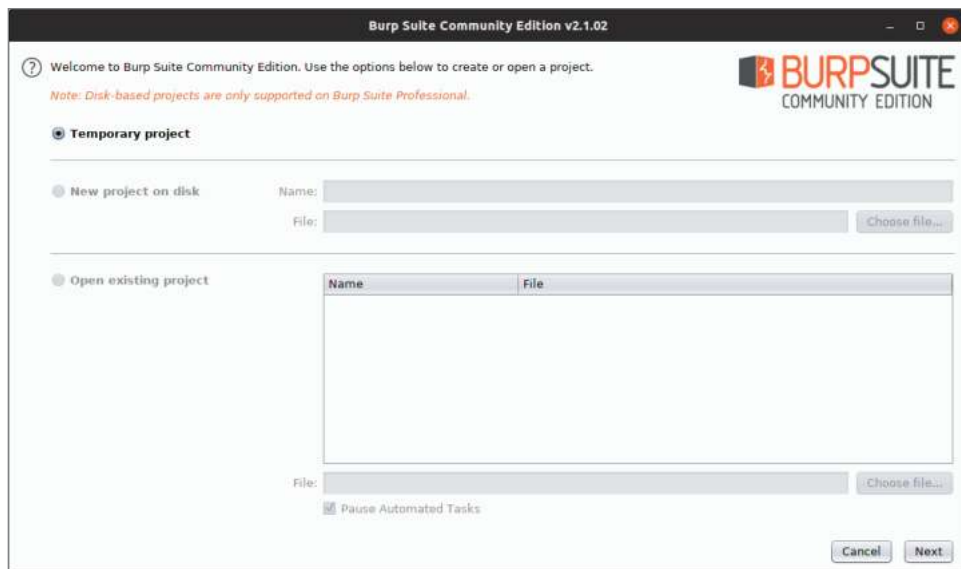 Burp Suite Community Edition v2.1.02
Welcome to Burp Suite Community Edition. Use the options below to create or open a project.
Note: Disk-based projects are only supported on Burp Suite Professional.
BURPSUITE
COMMUNITY EDITION
Temporary project
New project on disk
Name:
File:
Choose file...
Open existing project
Name
File
File:
Choose file...
Pause Automated Tasks
Cancel
Next